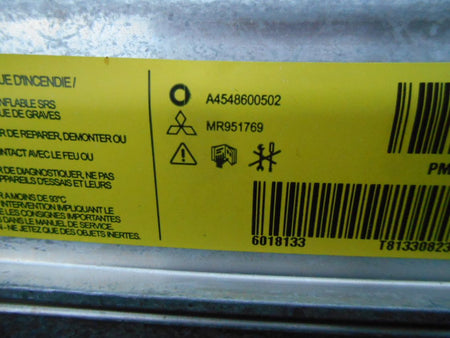 UE D'INCENDIE /
NFLABLE SRS
UE DE GRAVES
R DE REPARER, DEMONTER OU
ONTACT AVEC LE FEU OU
R DE DIAGNOSTIQUER, NE PAS
PPAREILS D'ESSAIS ET LEURS
R A MOINS DE 93°C
'INTERVENTION IMPLIQUANT LE
E LES CONSIGNES IMPORTANTES
S DANS LE MANUEL DE SERVICE.
- NE JETEZ QUE DES OBJETS INERTES.
A4548600502
MR951769
PM
6018133
T81330823